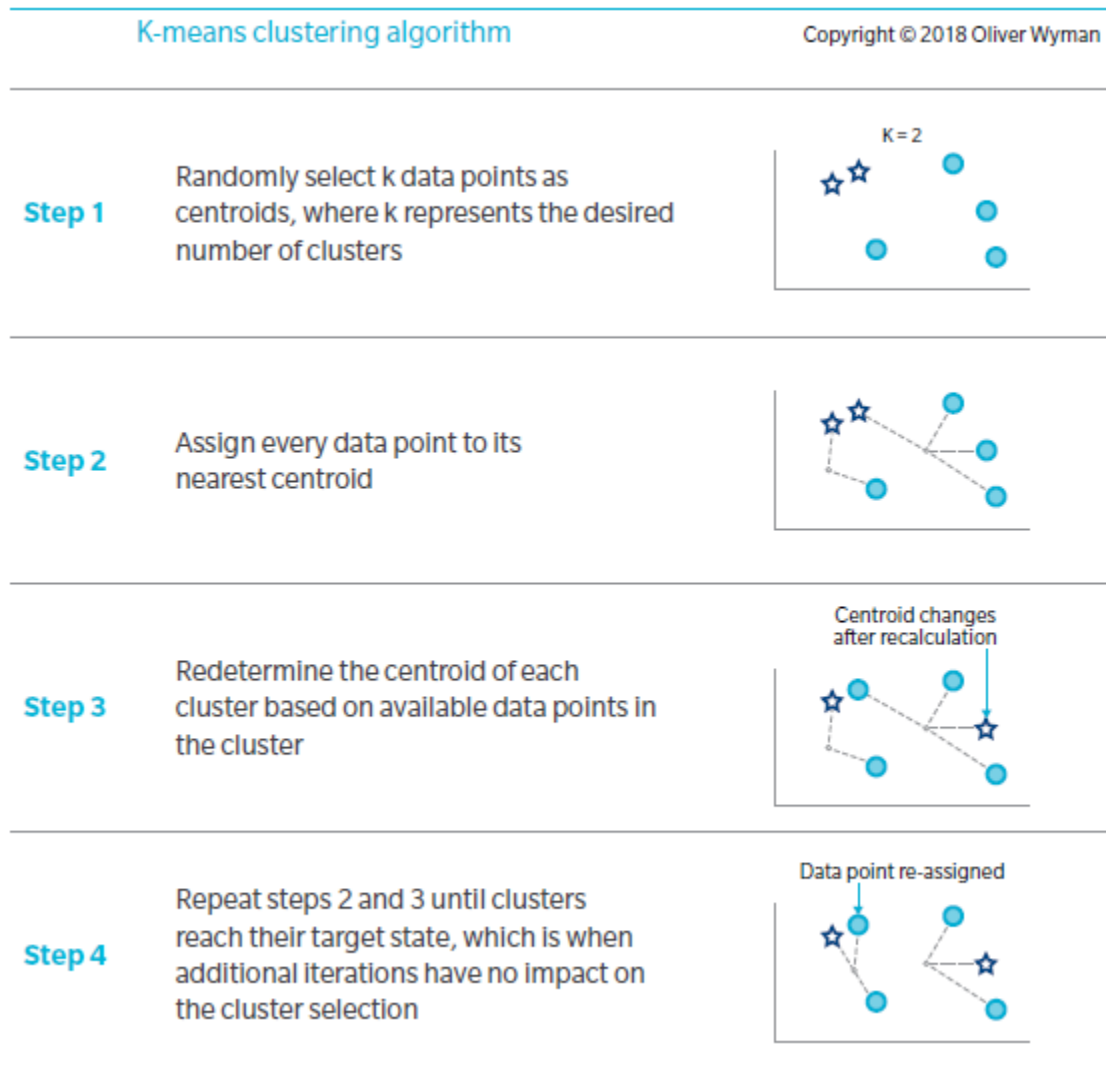 K-means clustering algorithm
Copyright © 2018 Oliver Wyman
Step 1
Randomly select k data points as
centroids, where k represents the desired
number of clusters
K = 2
Step 2
Assign every data point to its
nearest centroid
Step 3
Redetermine the centroid of each
cluster based on available data points in
the cluster
Centroid changes
after recalculation
Step 4
Repeat steps 2 and 3 until clusters
reach their target state, which is when
additional iterations have no impact on
the cluster selection
Data point re-assigned